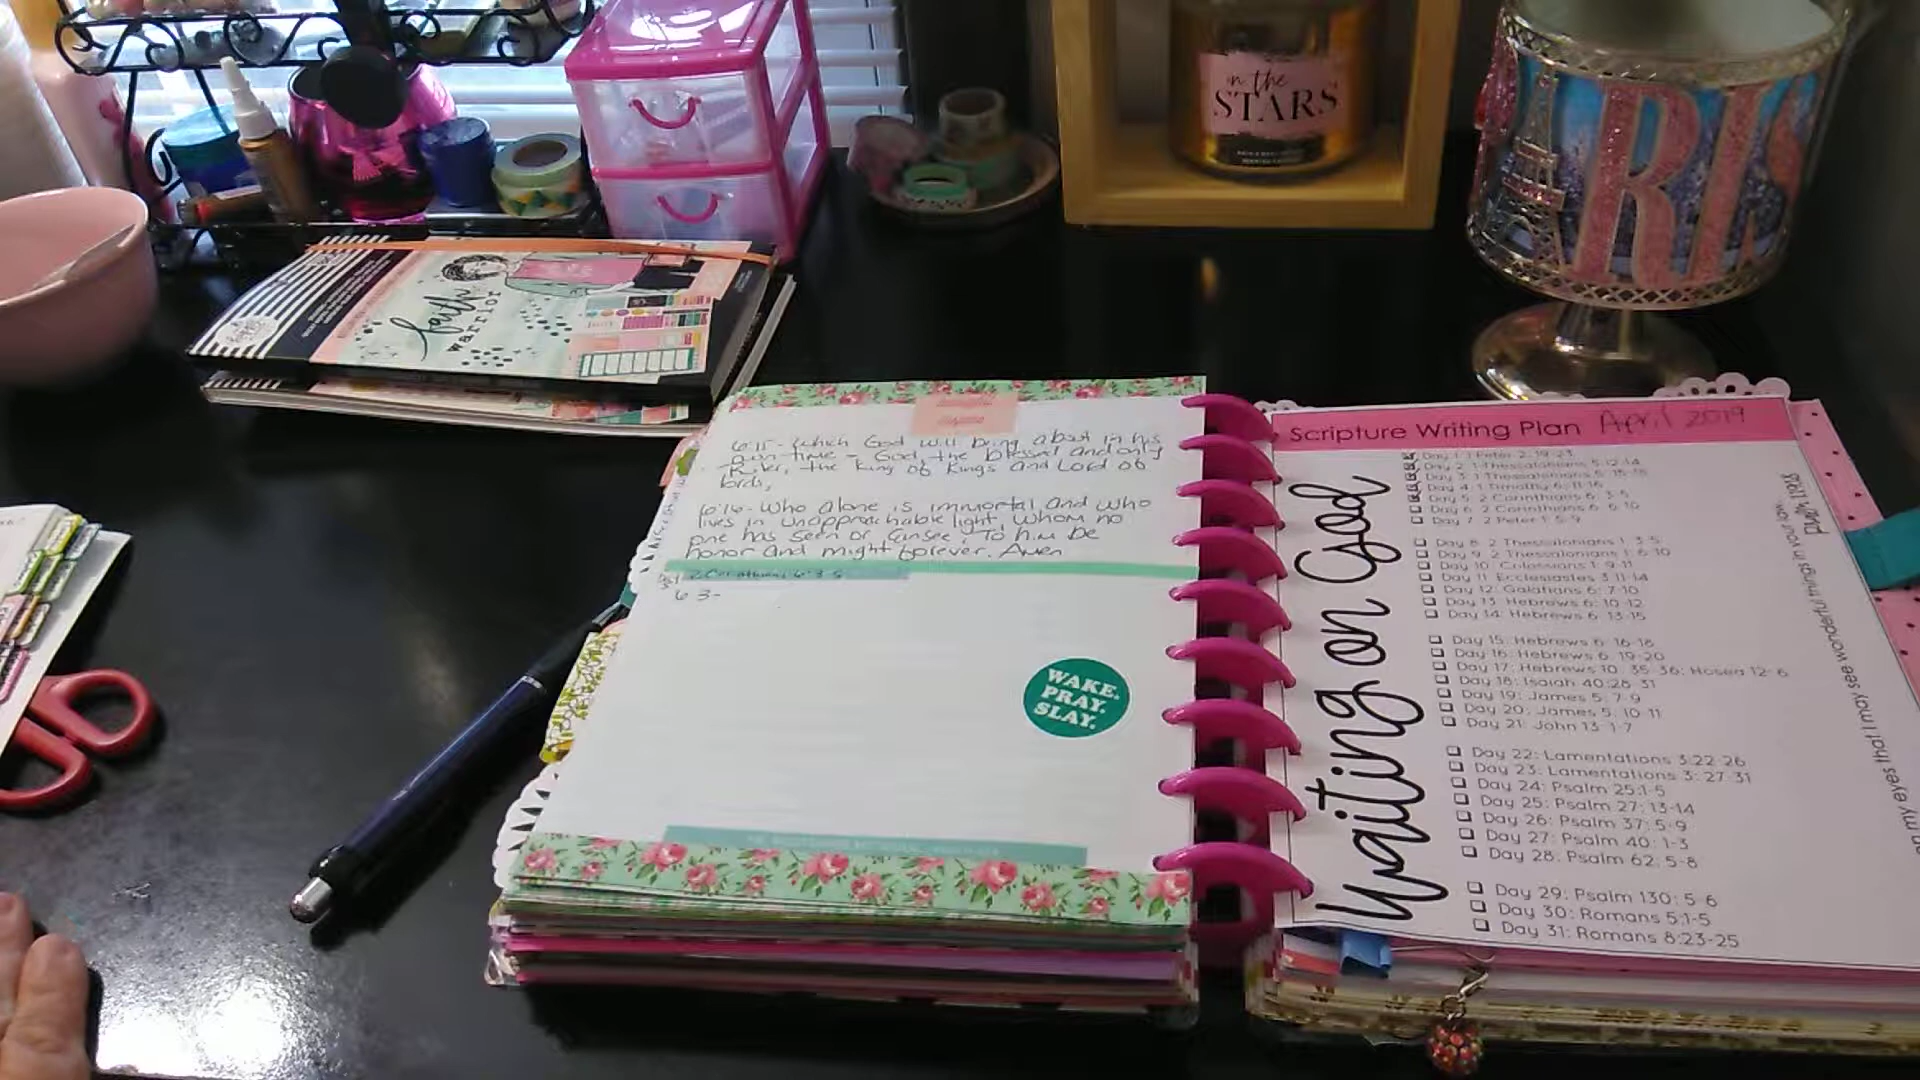 in the
STARS
PARIS
faith
warrior
6:15- Which God will bring about in his
own time - God, the blessed and only
Ruler, the King of Kings and Lord of
lords,
6:16- Who alone is immortal and who
lives in unapproachable light, whom no
one has seen or can see, To him be
honor and might forever. Amen
2 Corinthians 6:3-5
6 3-
WAKE.
PRAY.
SLAY.
Scripture Writing Plan April 2019
Waiting on God
Day 1: 1 Peter 2:19-23
Day 2: 1 Thessalonians 5:12-14
Day 3: 1 Thessalonians 5:15-18
Day 4: 1 Timothy 6:11-16
Day 5: 2 Corinthians 6:3-5
Day 6: 2 Corinthians 6:6-10
Day 7: 2 Peter 1:5-9
Day 8: 2 Thessalonians 1:3-5
Day 9: 2 Thessalonians 1:6-10
Day 10: Colossians 1:9-11
Day 11: Ecclesiastes 3:11-14
Day 12: Galatians 6:7-10
Day 13: Hebrews 6:10-12
Day 14: Hebrews 6:13-15
Day 15: Hebrews 6:16-18
Day 16: Hebrews 6:19-20
Day 17: Hebrews 10:35-36; Hosea 12:6
Day 18: Isaiah 40:28-31
Day 19: James 5:7-9
Day 20: James 5:10-11
Day 21: John 13:1-7
Day 22: Lamentations 3:22-26
Day 23: Lamentations 3:27-31
Day 24: Psalm 25:1-5
Day 25: Psalm 27:13-14
Day 26: Psalm 37:5-9
Day 27: Psalm 40:1-3
Day 28: Psalm 62:5-8
Day 29: Psalm 130:5-6
Day 30: Romans 5:1-5
Day 31: Romans 8:23-25
my eyes that I may see wonderful things in your law.